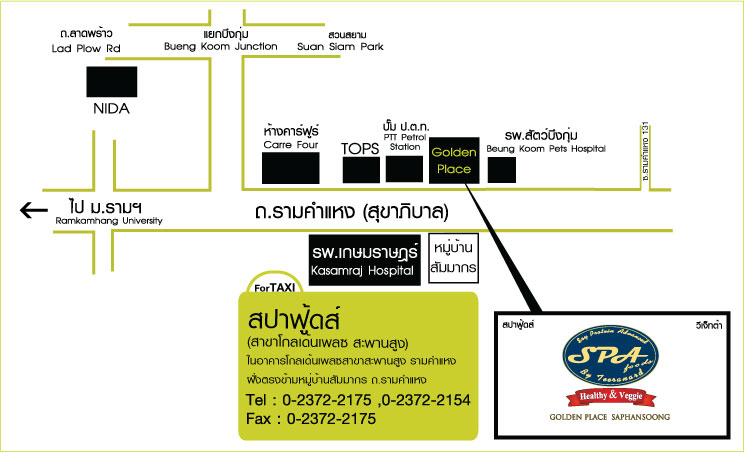 ถ.ลาดพร้าว
Lad Plow Rd
แยกบึงกุ่ม
Bueng Koom Junction
สวนสยาม
Suan Siam Park
NIDA
ห้างคาร์ฟูร์
Carre Four
TOPS
ปั๊ม ป.ต.ท.
PTT Petrol
Station
Golden
Place
รพ.สัตว์บึงกุ่ม
Beung Koom Pets Hospital
ซ.รามคำแหง 131
ไป ม.รามฯ
Ramkamhang University
ถ.รามคำแหง (สุขาภิบาล)
รพ.เกษมราษฎร์
Kasamraj Hospital
หมู่บ้าน
สัมมากร
For TAXI
สปาฟู้ดส์
(สาขาโกลเด้นเพลซ สะพานสูง)
ในอาคารโกลเด้นเพลซสาขาสะพานสูง รามคำแหง
ฝั่งตรงข้ามหมู่บ้านสัมมากร ถ.รามคำแหง
Tel : 0-2372-2175 ,0-2372-2154
Fax : 0-2372-2175
สปาฟู้ดส์
วีเจ็ทต้า
Soy Protein Advanced
SPA
foods
By Teeranard
Healthy & Veggie
GOLDEN PLACE SAPHANSOONG